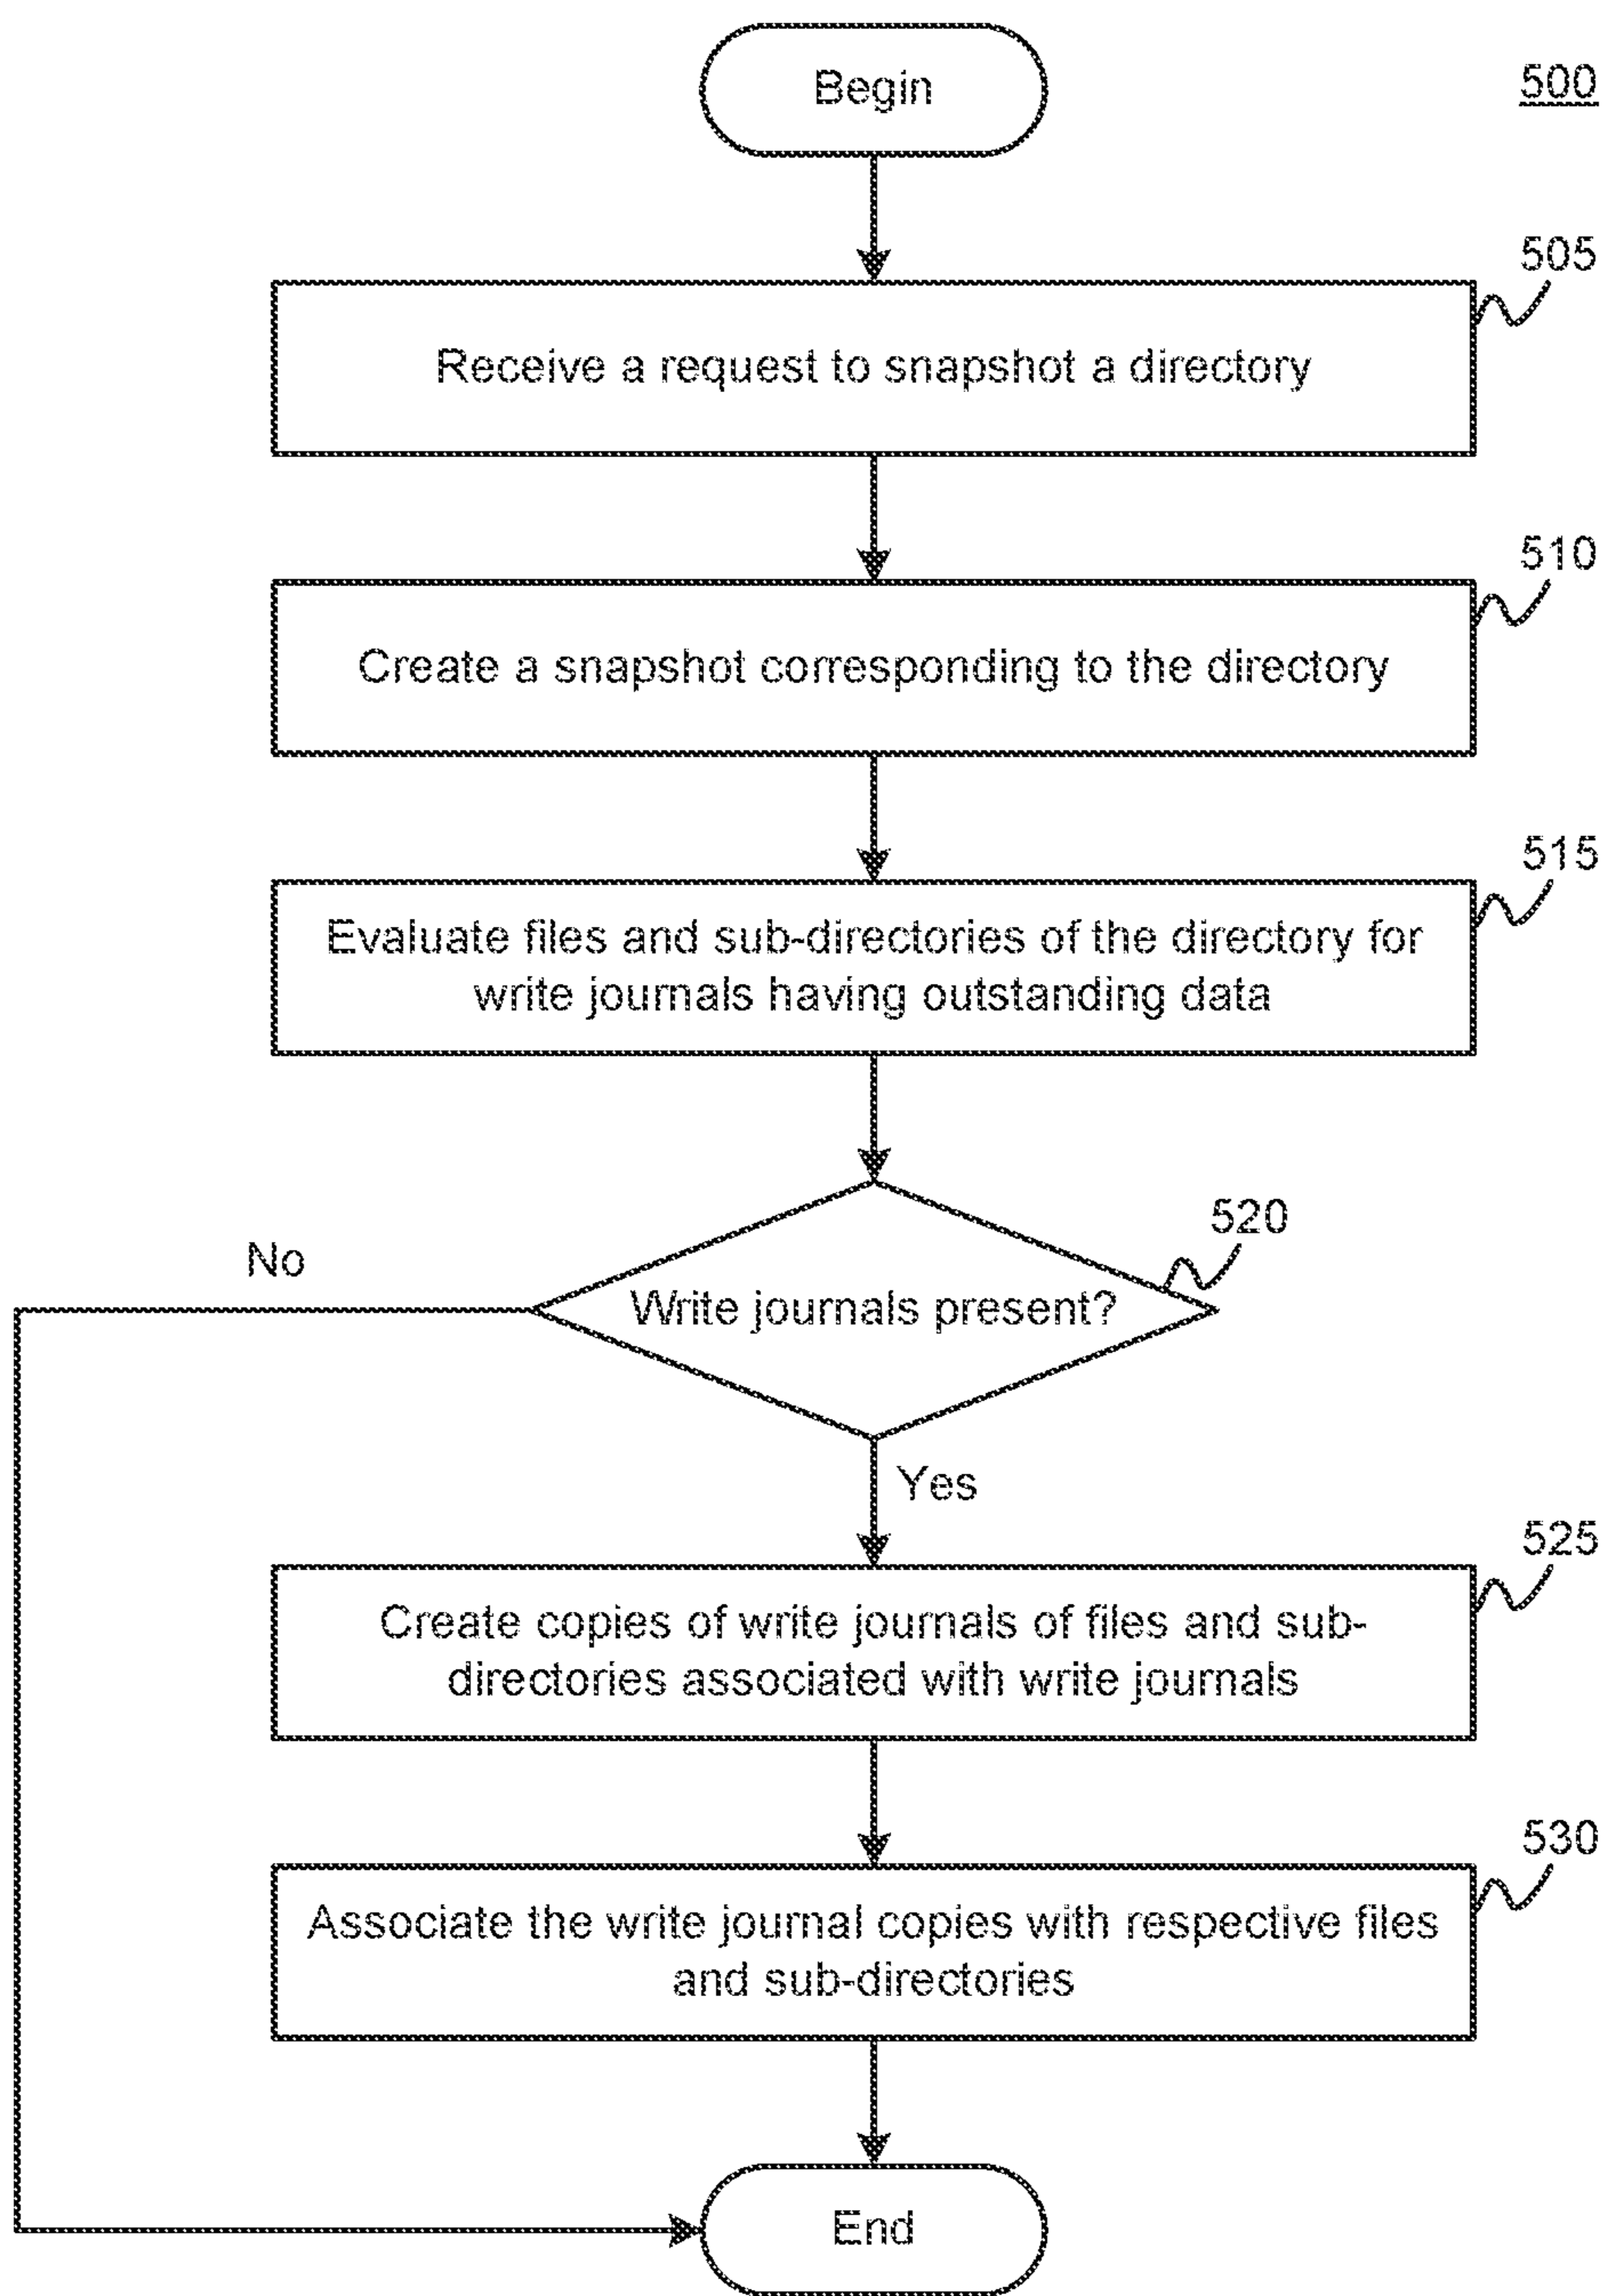 Begin
500
505
Receive a request to snapshot a directory
510
Create a snapshot corresponding to the directory
515
Evaluate files and sub-directories of the directory for
write journals having outstanding data
520
No
Write journals present?
Yes
525
Create copies of write journals of files and sub-
directories associated with write journals
530
Associate the write journal copies with respective files
and sub-directories
End